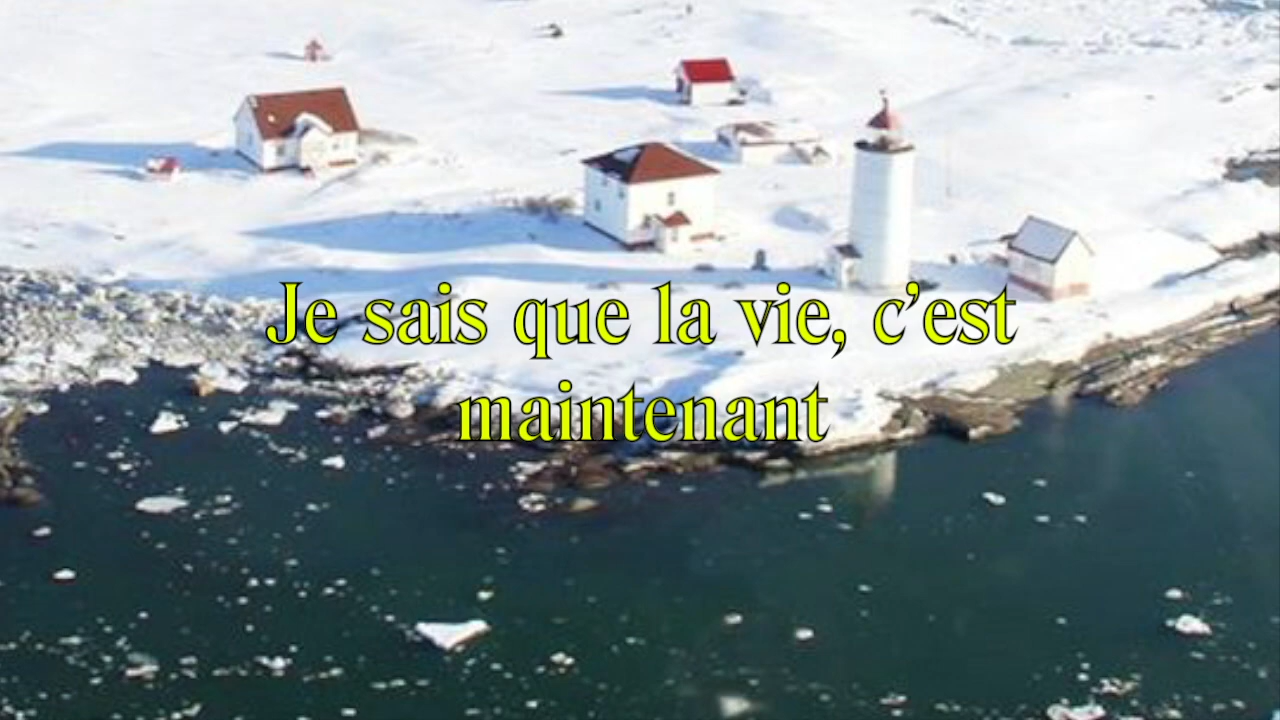 Je sais que la vie, c’est
maintenant